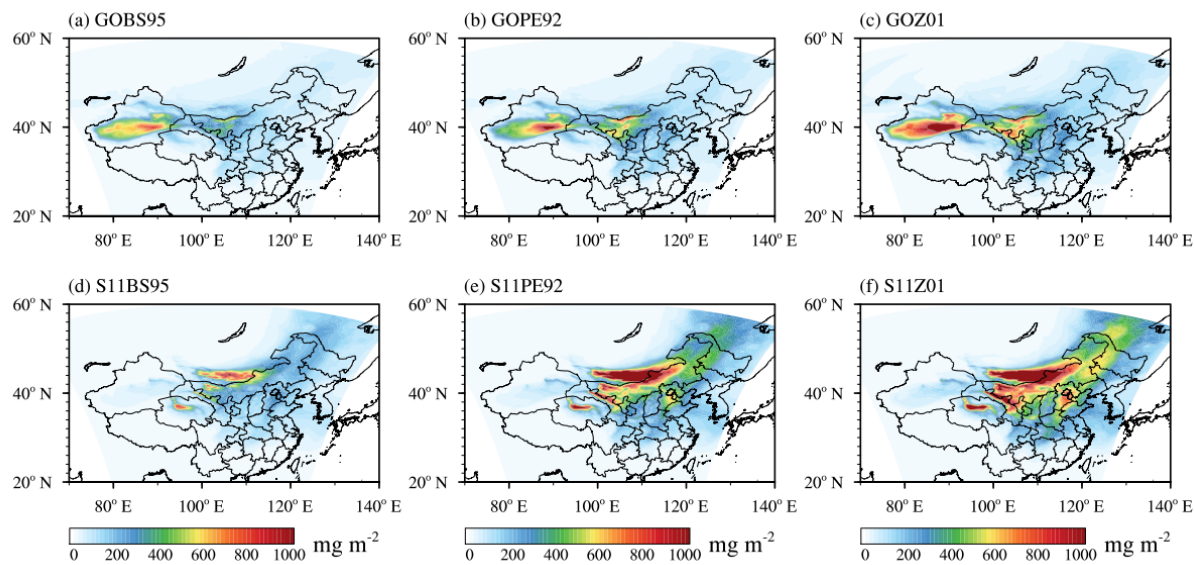 (a) GOBS95
(b) GOPE92
(c) GOZ01
60° N
60° N
60° N
40° N
40° N
40° N
20° N
20° N
20° N
80° E 100° E 120° E 140° E
80° E 100° E 120° E 140° E
80° E 100° E 120° E 140° E
(d) S11BS95
(e) S11PE92
(f) S11Z01
60° N
60° N
60° N
40° N
40° N
40° N
20° N
20° N
20° N
80° E 100° E 120° E 140° E
80° E 100° E 120° E 140° E
80° E 100° E 120° E 140° E
0 200 400 600 800 1000 mg m⁻²
0 200 400 600 800 1000 mg m⁻²
0 200 400 600 800 1000 mg m⁻²